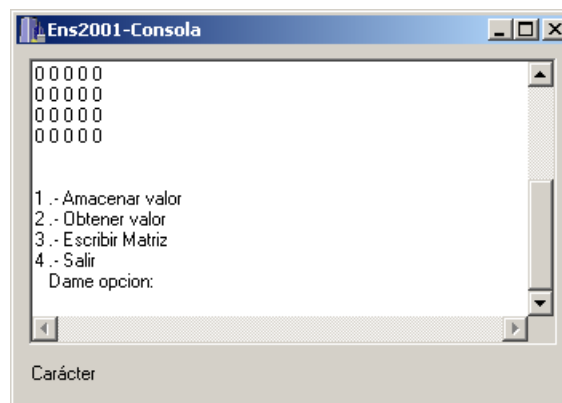 Ens2001-Consola
0 0 0 0 0
0 0 0 0 0
0 0 0 0 0
0 0 0 0 0
1 .- Amacenar valor
2 .- Obtener valor
3 .- Escribir Matriz
4 .- Salir
Dame opcion:
Carácter